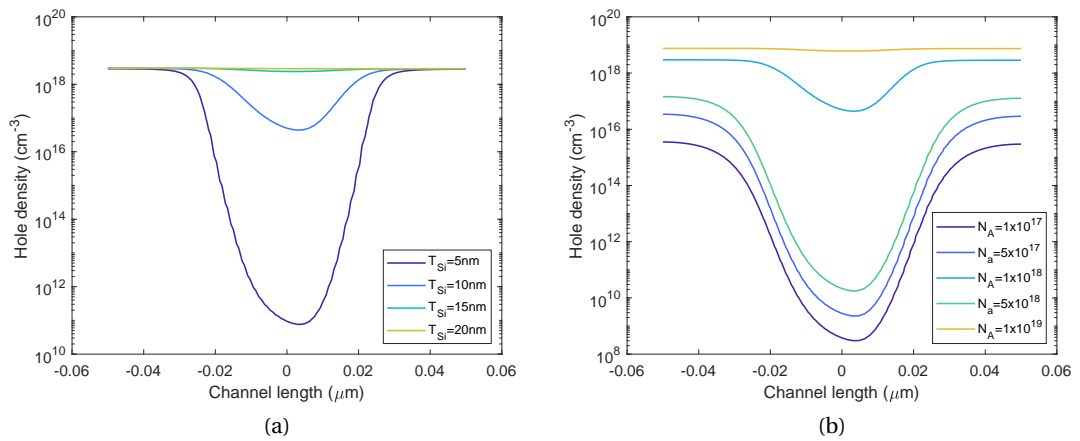 10^20
10^18
10^16
10^14
10^12
10^10
Hole density (cm^-3)
-0.06 -0.04 -0.02 0 0.02 0.04 0.06
Channel length (μm)
T_Si=5nm
T_Si=10nm
T_Si=15nm
T_Si=20nm
(a)
10^20
10^18
10^16
10^14
10^12
10^10
10^8
Hole density (cm^-3)
-0.06 -0.04 -0.02 0 0.02 0.04 0.06
Channel length (μm)
N_A=1x10^17
N_a=5x10^17
N_A=1x10^18
N_a=5x10^18
N_A=1x10^19
(b)